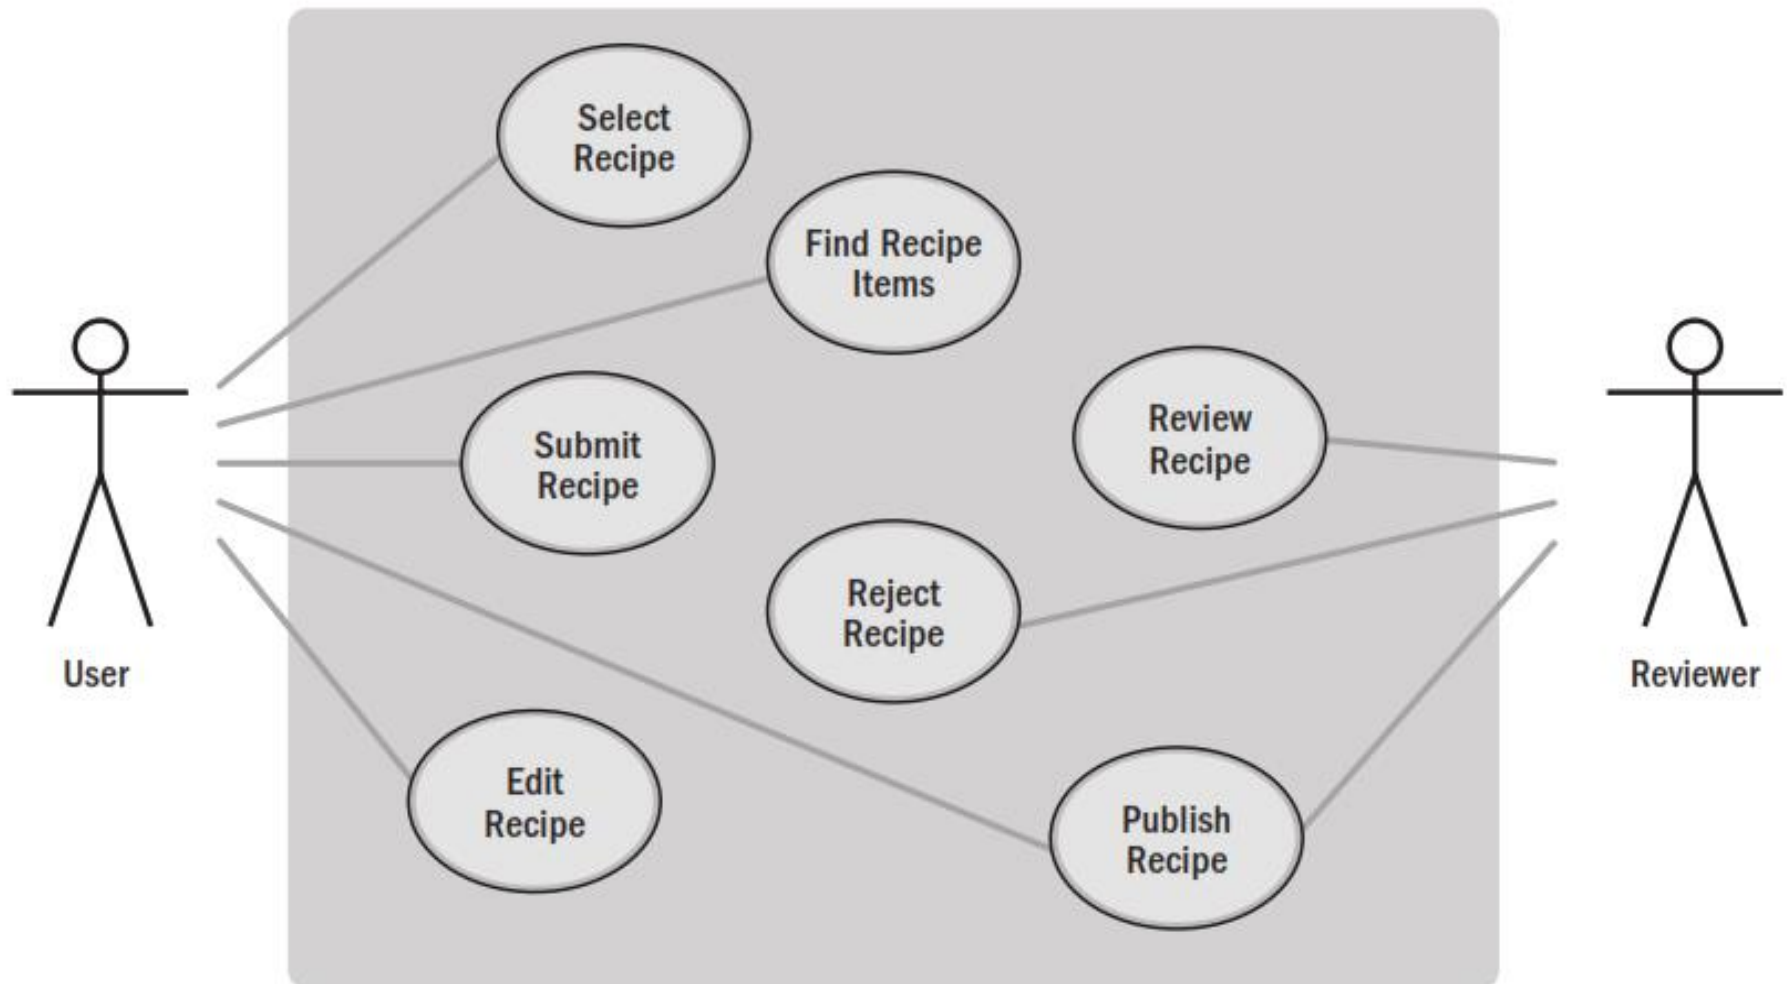 Select
Recipe
Find Recipe
Items
Submit
Recipe
Review
Recipe
Reject
Recipe
User
Reviewer
Edit
Recipe
Publish
Recipe